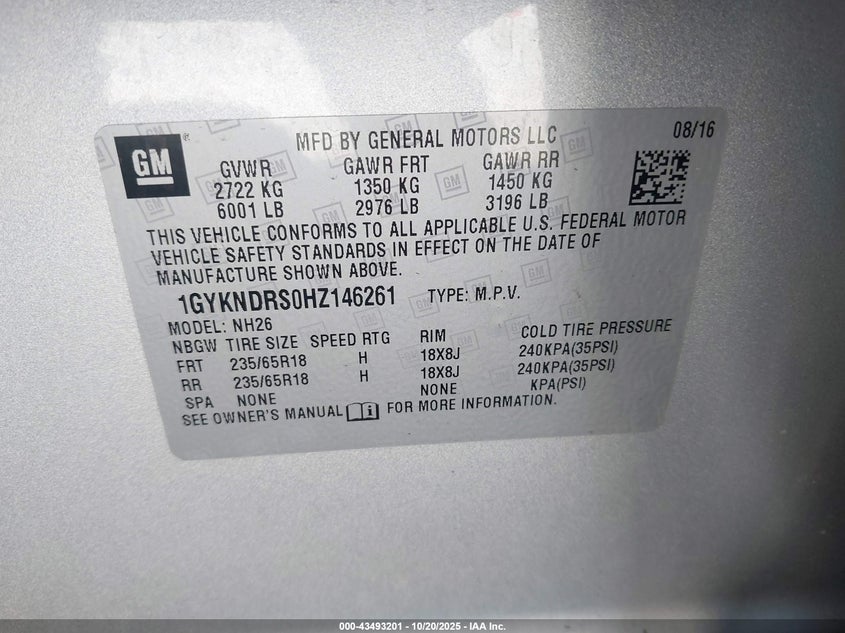 GM
®
MFD BY GENERAL MOTORS LLC
08/16
GVWR GAWR FRT GAWR RR
2722 KG 1350 KG 1450 KG
6001 LB 2976 LB 3196 LB
THIS VEHICLE CONFORMS TO ALL APPLICABLE U.S. FEDERAL MOTOR
VEHICLE SAFETY STANDARDS IN EFFECT ON THE DATE OF
MANUFACTURE SHOWN ABOVE.
1GYKNDRS0HZ146261 TYPE: M.P.V.
MODEL: NH26
NBGW TIRE SIZE SPEED RTG RIM COLD TIRE PRESSURE
FRT 235/65R18 H 18X8J 240KPA(35PSI)
RR 235/65R18 H 18X8J 240KPA(35PSI)
SPA NONE NONE KPA(PSI)
SEE OWNER'S MANUAL FOR MORE INFORMATION.
000-43493201 - 10/20/2025 - IAA Inc.